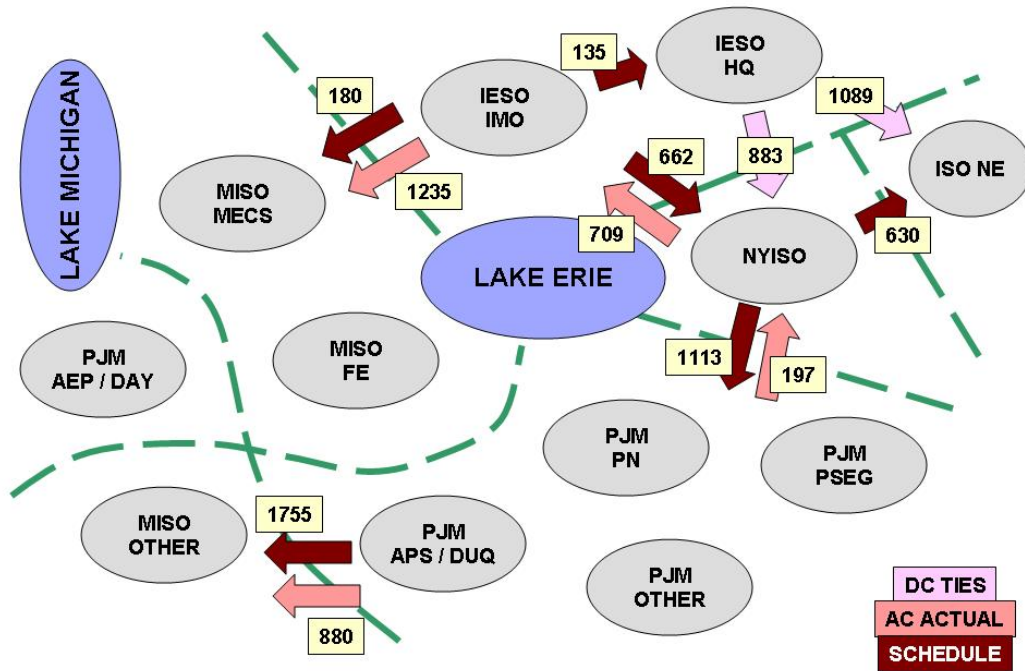 LAKE MICHIGAN
IESO
IMO
135
IESO
HQ
1089
180
662
883
ISO NE
MISO
MECS
1235
709
NYISO
630
LAKE ERIE
PJM
AEP / DAY
MISO
FE
1113
197
PJM
PN
PJM
PSEG
MISO
OTHER
1755
PJM
APS / DUQ
880
PJM
OTHER
DC TIES
AC ACTUAL
SCHEDULE